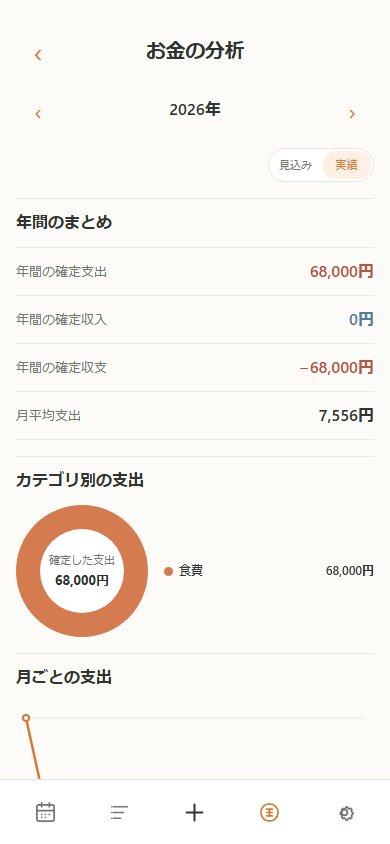 お金の分析
2026年
見込み 実績
年間のまとめ
年間の確定支出 68,000円
年間の確定収入 0円
年間の確定収支 −68,000円
月平均支出 7,556円
カテゴリ別の支出
確定した支出
68,000円
食費 68,000円
月ごとの支出